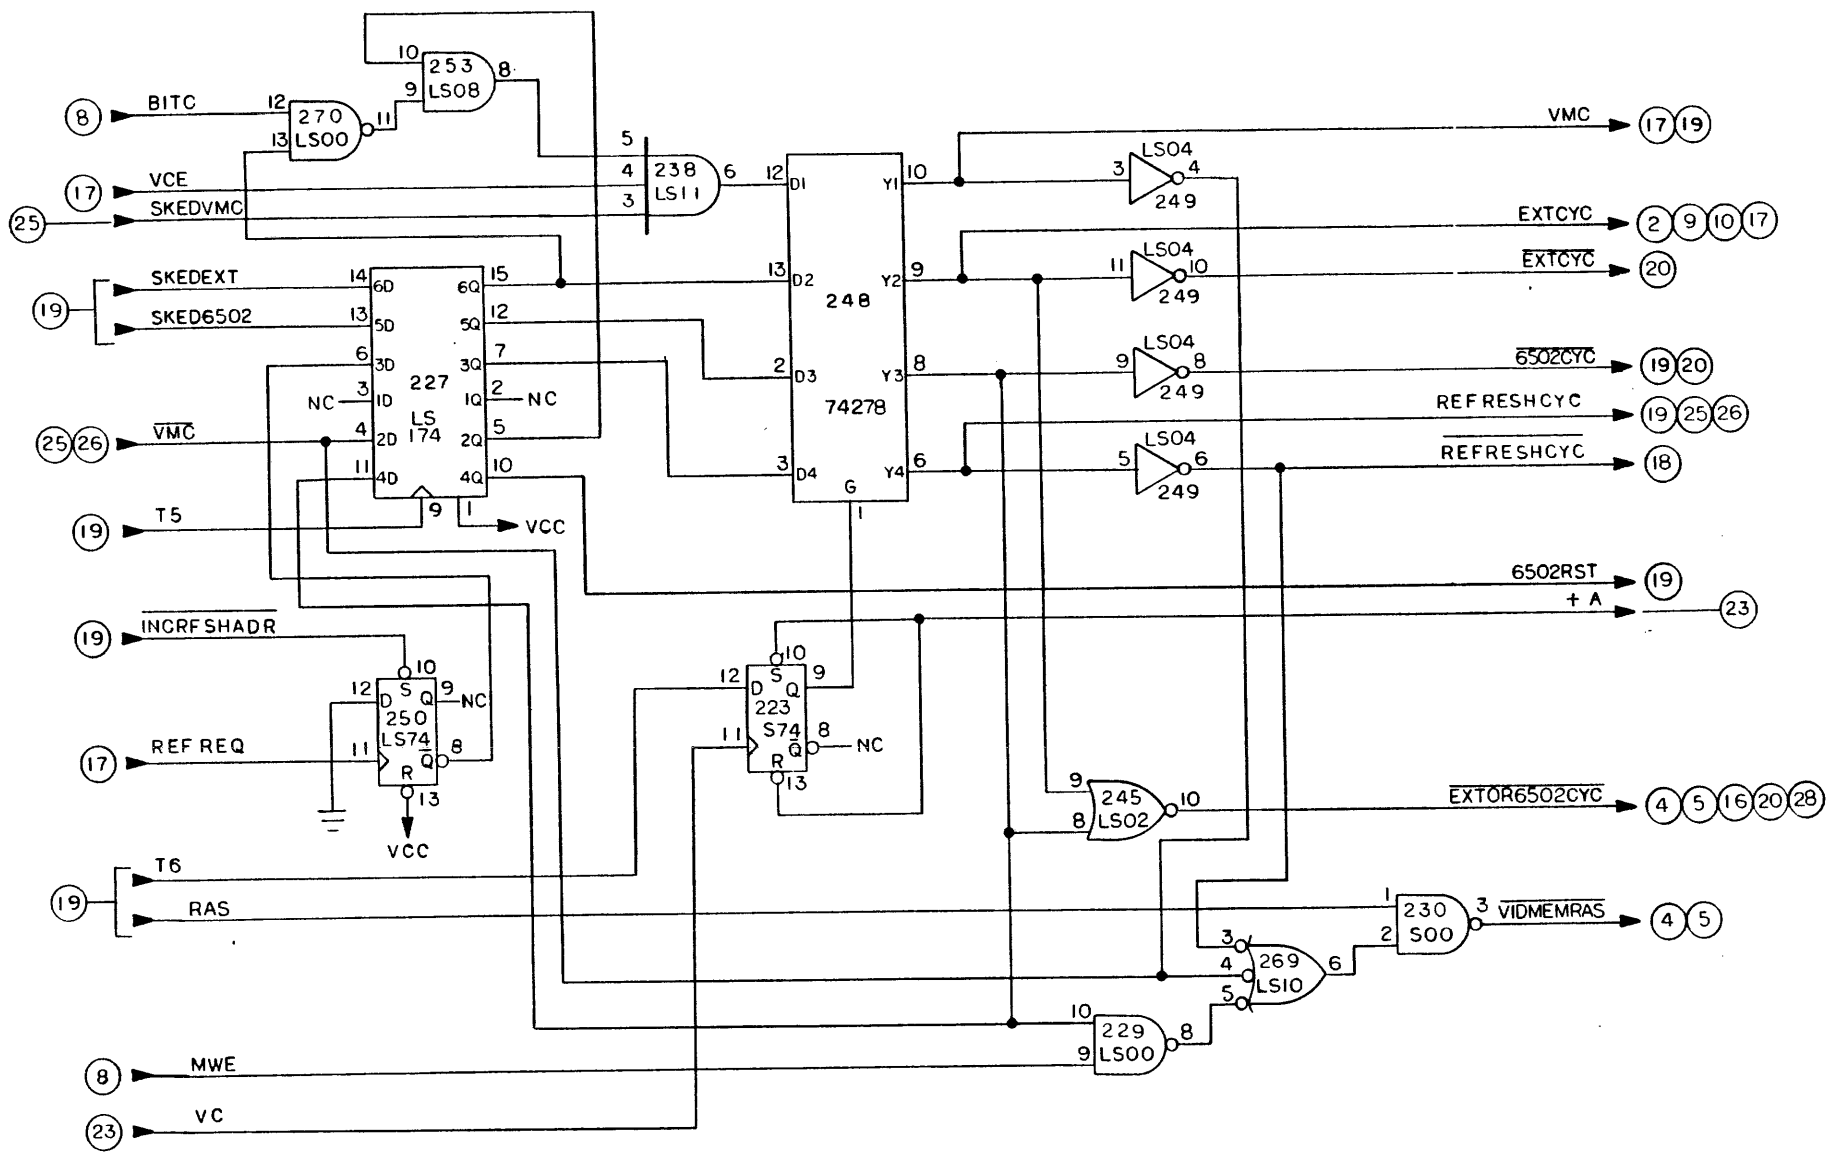 10
253
LS08
8
9
8
BITC
12
270
LS00
11
13
VMC
17 19
5
238
LS11
4
3
6
17
VCE
25
SKEDVMC
12
D1
Y1
10
3
LS04
4
249
EXTCYC
2 9 10 17
19
SKEDEXT
14
6D
6Q
15
13
D2
Y2
9
11
LS04
10
249
EXTCYC
20
248
SKED6502
13
5D
5Q
12
6
3D
3Q
7
227
LS
174
2
D3
Y3
8
9
LS04
8
249
6502CYC
19 20
NC
3
1D
1Q
2
NC
74278
REFRESHCYC
19 25 26
25 26
VMC
4
2D
2Q
5
11
4D
4Q
10
3
D4
Y4
6
5
LS04
6
249
REFRESHCYC
18
G
1
19
T5
9
1
VCC
6502RST
19
+ A
23
19
INCRFSHADR
10
12
D
S
Q
9
NC
250
LS74
17
REFREQ
11
Q
8
R
13
VCC
10
12
D
S
Q
9
223
S74
11
Q
8
NC
R
13
9
245
LS02
10
8
EXTOR6502CYC
4 5 16 20 28
19
T6
RAS
1
230
S00
3
2
VIDMEMRAS
4 5
3
4
269
LS10
6
5
10
229
LS00
8
9
8
MWE
23
VC